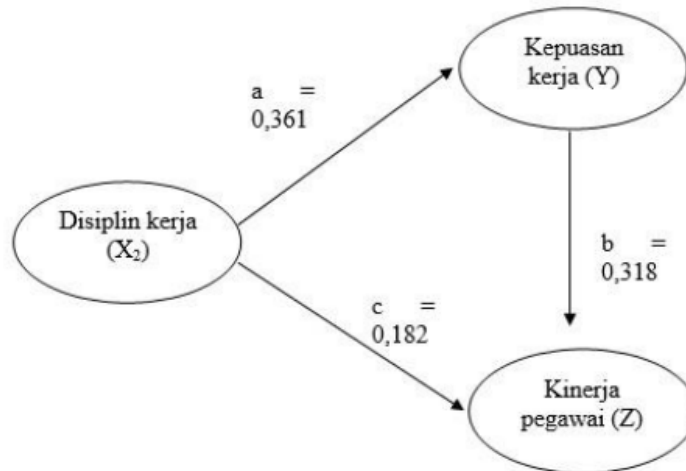 Kepuasan
kerja (Y)
a =
0,361
Disiplin kerja
(X₂)
b =
0,318
c =
0,182
Kinerja
pegawai (Z)